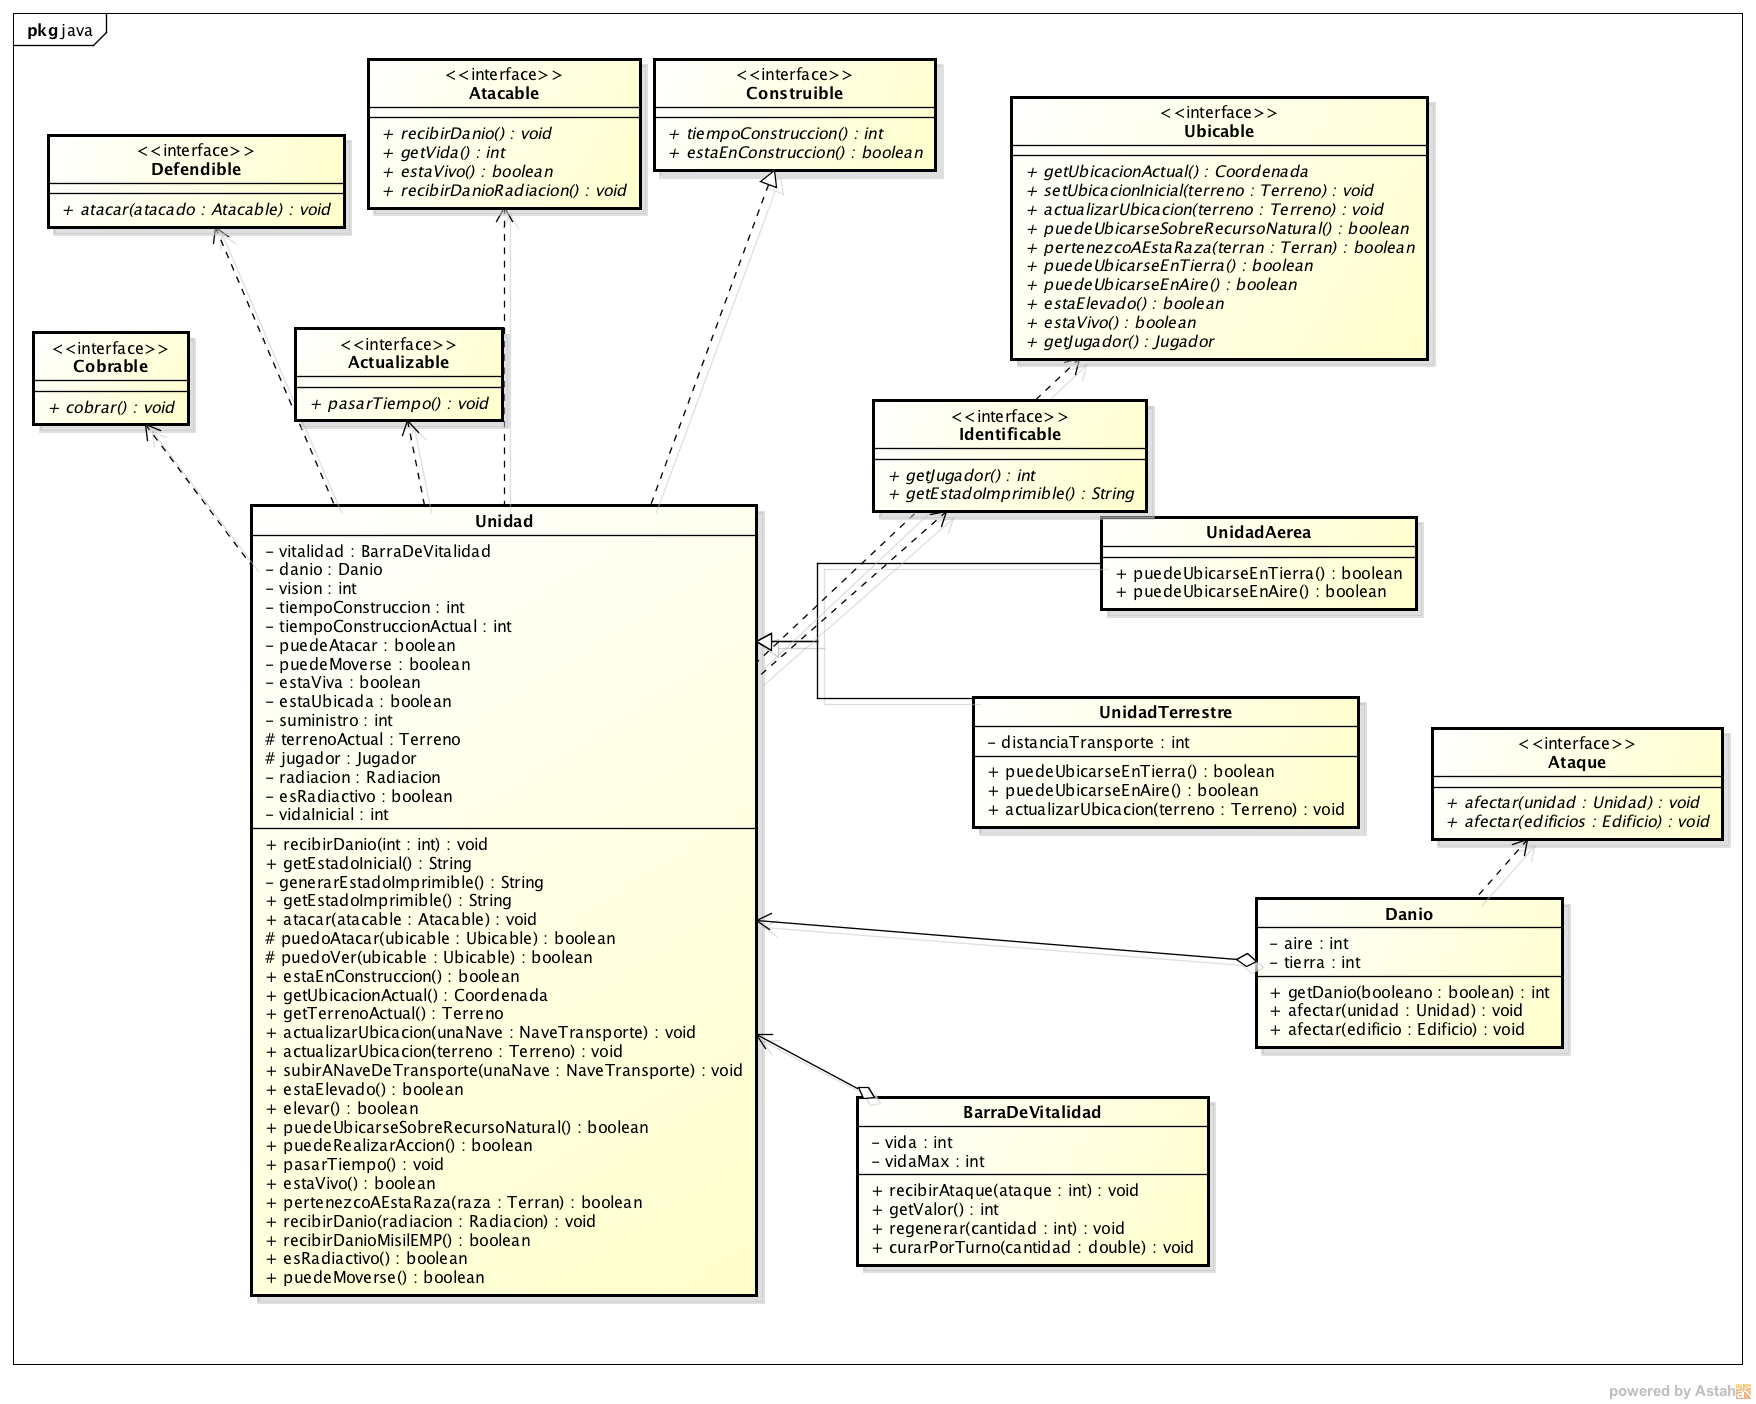 pkg java
<<interface>>
Atacable
+ recibirDanio() : void
+ getVida() : int
+ estaVivo() : boolean
+ recibirDanioRadiacion() : void
<<interface>>
Construible
+ tiempoConstruccion() : int
+ estaEnConstruccion() : boolean
<<interface>>
Ubicable
+ getUbicacionActual() : Coordenada
+ setUbicacionInicial(terreno : Terreno) : void
+ actualizarUbicacion(terreno : Terreno) : void
+ puedeUbicarseSobreRecursoNatural() : boolean
+ pertenezcoAEstaRaza(terran : Terran) : boolean
+ puedeUbicarseEnTierra() : boolean
+ puedeUbicarseEnAire() : boolean
+ estaElevado() : boolean
+ estaVivo() : boolean
+ getJugador() : Jugador
<<interface>>
Defendible
+ atacar(atacado : Atacable) : void
<<interface>>
Cobrable
+ cobrar() : void
<<interface>>
Actualizable
+ pasarTiempo() : void
<<interface>>
Identificable
+ getJugador() : int
+ getEstadoImprimible() : String
Unidad
- vitalidad : BarraDeVitalidad
- danio : Danio
- vision : int
- tiempoConstruccion : int
- tiempoConstruccionActual : int
- puedeAtacar : boolean
- puedeMoverse : boolean
- estaViva : boolean
- estaUbicada : boolean
- suministro : int
# terrenoActual : Terreno
# jugador : Jugador
- radiacion : Radiacion
- esRadiactivo : boolean
- vidaInicial : int
+ recibirDanio(int : int) : void
+ getEstadoInicial() : String
- generarEstadoImprimible() : String
+ getEstadoImprimible() : String
+ atacar(atacable : Atacable) : void
# puedoAtacar(ubicable : Ubicable) : boolean
# puedoVer(ubicable : Ubicable) : boolean
+ estaEnConstruccion() : boolean
+ getUbicacionActual() : Coordenada
+ getTerrenoActual() : Terreno
+ actualizarUbicacion(unaNave : NaveTransporte) : void
+ actualizarUbicacion(terreno : Terreno) : void
+ subirANaveDeTransporte(unaNave : NaveTransporte) : void
+ estaElevado() : boolean
+ elevar() : boolean
+ puedeUbicarseSobreRecursoNatural() : boolean
+ puedeRealizarAccion() : boolean
+ pasarTiempo() : void
+ estaVivo() : boolean
+ pertenezcoAEstaRaza(raza : Terran) : boolean
+ recibirDanio(radiacion : Radiacion) : void
+ recibirDanioMisilEMP() : boolean
+ esRadiactivo() : boolean
+ puedeMoverse() : boolean
UnidadAerea
+ puedeUbicarseEnTierra() : boolean
+ puedeUbicarseEnAire() : boolean
UnidadTerrestre
- distanciaTransporte : int
+ puedeUbicarseEnTierra() : boolean
+ puedeUbicarseEnAire() : boolean
+ actualizarUbicacion(terreno : Terreno) : void
<<interface>>
Ataque
+ afectar(unidad : Unidad) : void
+ afectar(edificios : Edificio) : void
Danio
- aire : int
- tierra : int
+ getDanio(booleano : boolean) : int
+ afectar(unidad : Unidad) : void
+ afectar(edificio : Edificio) : void
BarraDeVitalidad
- vida : int
- vidaMax : int
+ recibirAtaque(ataque : int) : void
+ getValor() : int
+ regenerar(cantidad : int) : void
+ curarPorTurno(cantidad : double) : void
powered by Astah